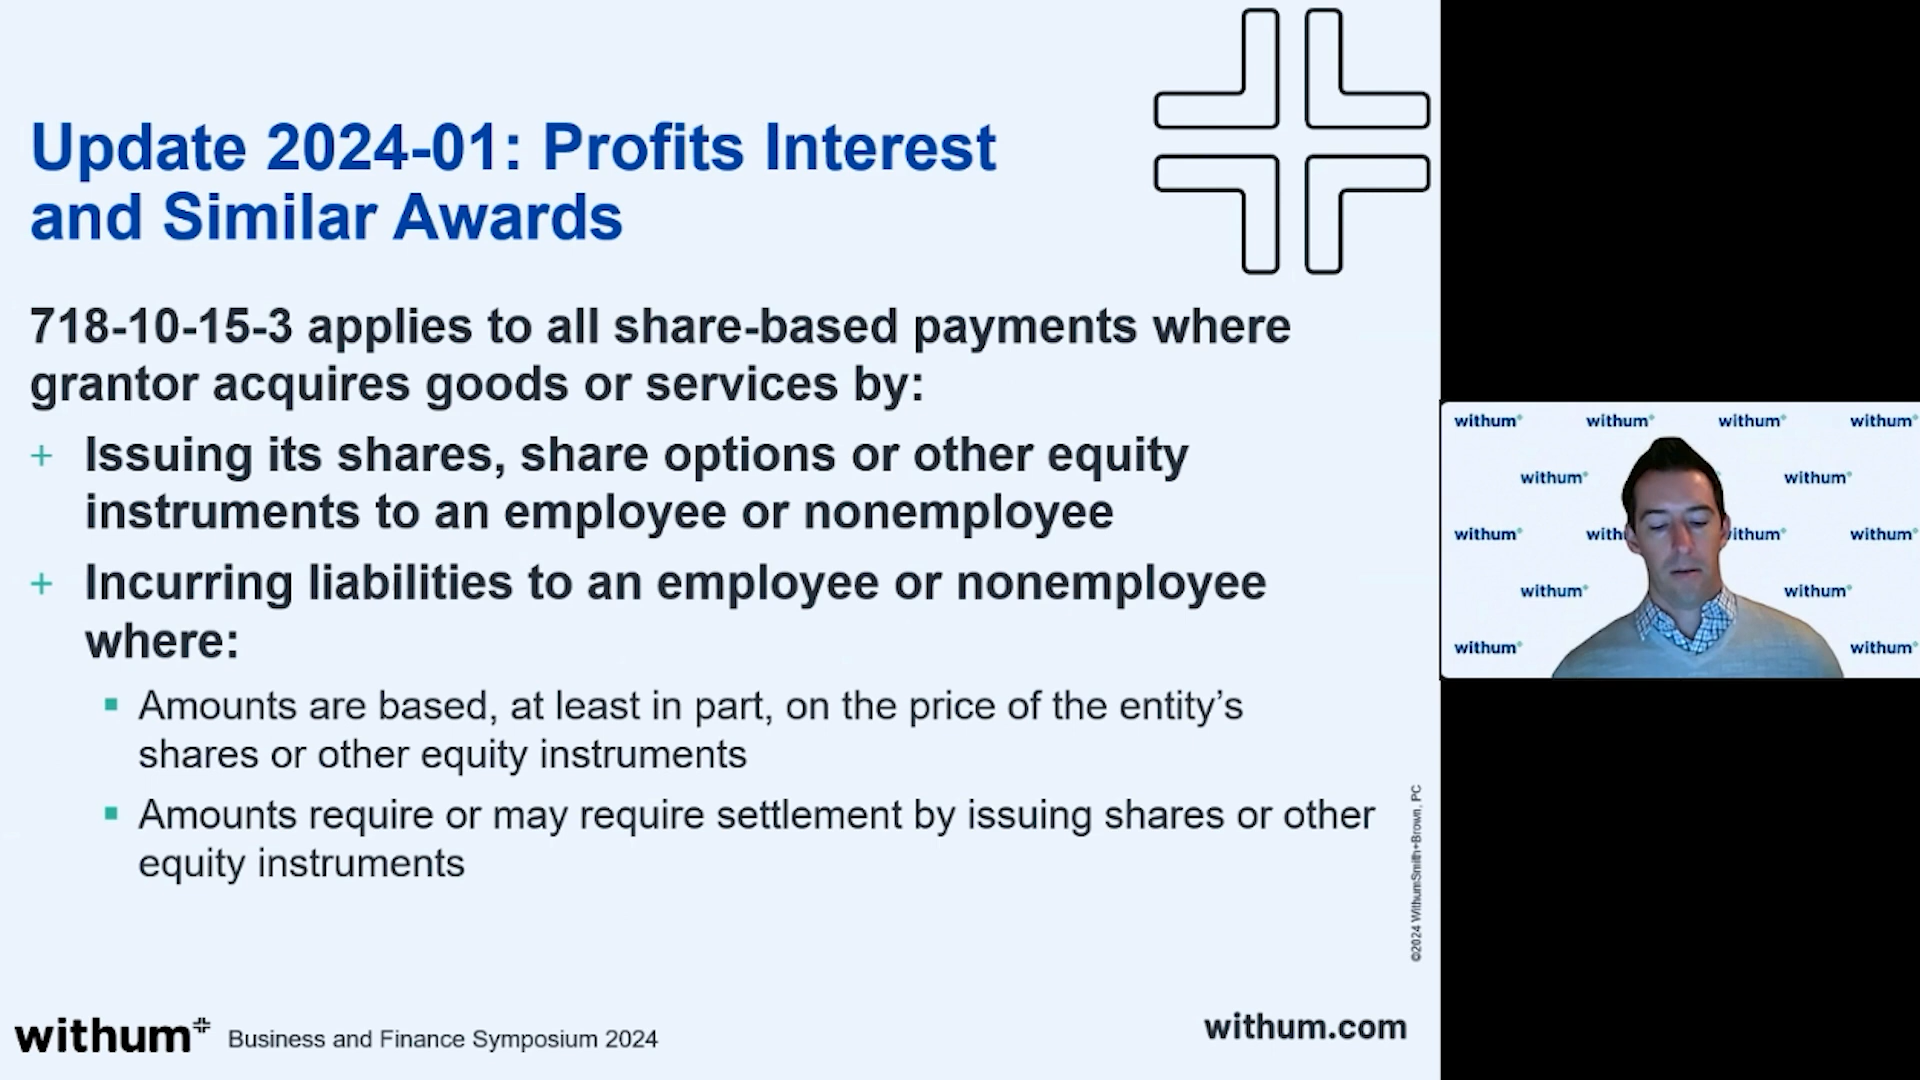 Update 2024-01: Profits Interest
and Similar Awards
718-10-15-3 applies to all share-based payments where
grantor acquires goods or services by:
+ Issuing its shares, share options or other equity
instruments to an employee or nonemployee
+ Incurring liabilities to an employee or nonemployee
where:
▪ Amounts are based, at least in part, on the price of the entity’s
shares or other equity instruments
▪ Amounts require or may require settlement by issuing shares or other
equity instruments
©2024 WithumSmith+Brown, PC
withum
Business and Finance Symposium 2024
withum.com
withum withum withum withum
withum withum
withum with ithum withum
withum withum
withum withum